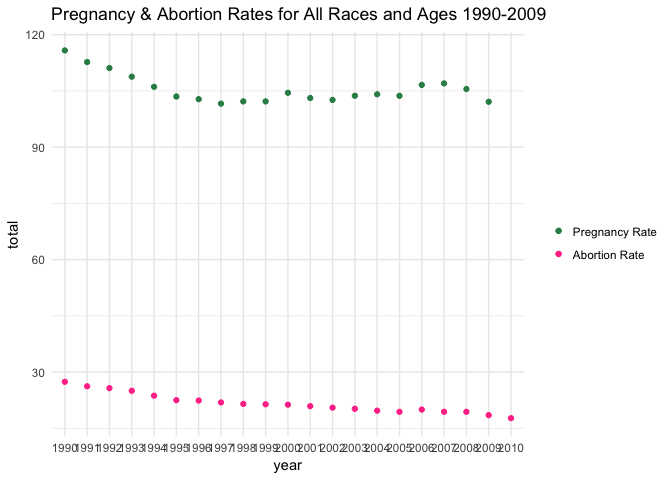 Pregnancy & Abortion Rates for All Races and Ages 1990-2009
120
90
60
30
total
1990 1991 1992 1993 1994 1995 1996 1997 1998 1999 2000 2001 2002 2003 2004 2005 2006 2007 2008 2009 2010
year
Pregnancy Rate
Abortion Rate